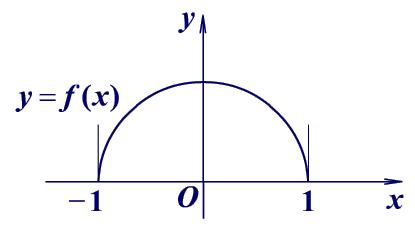 y
y = f(x)
−1
O
1
x